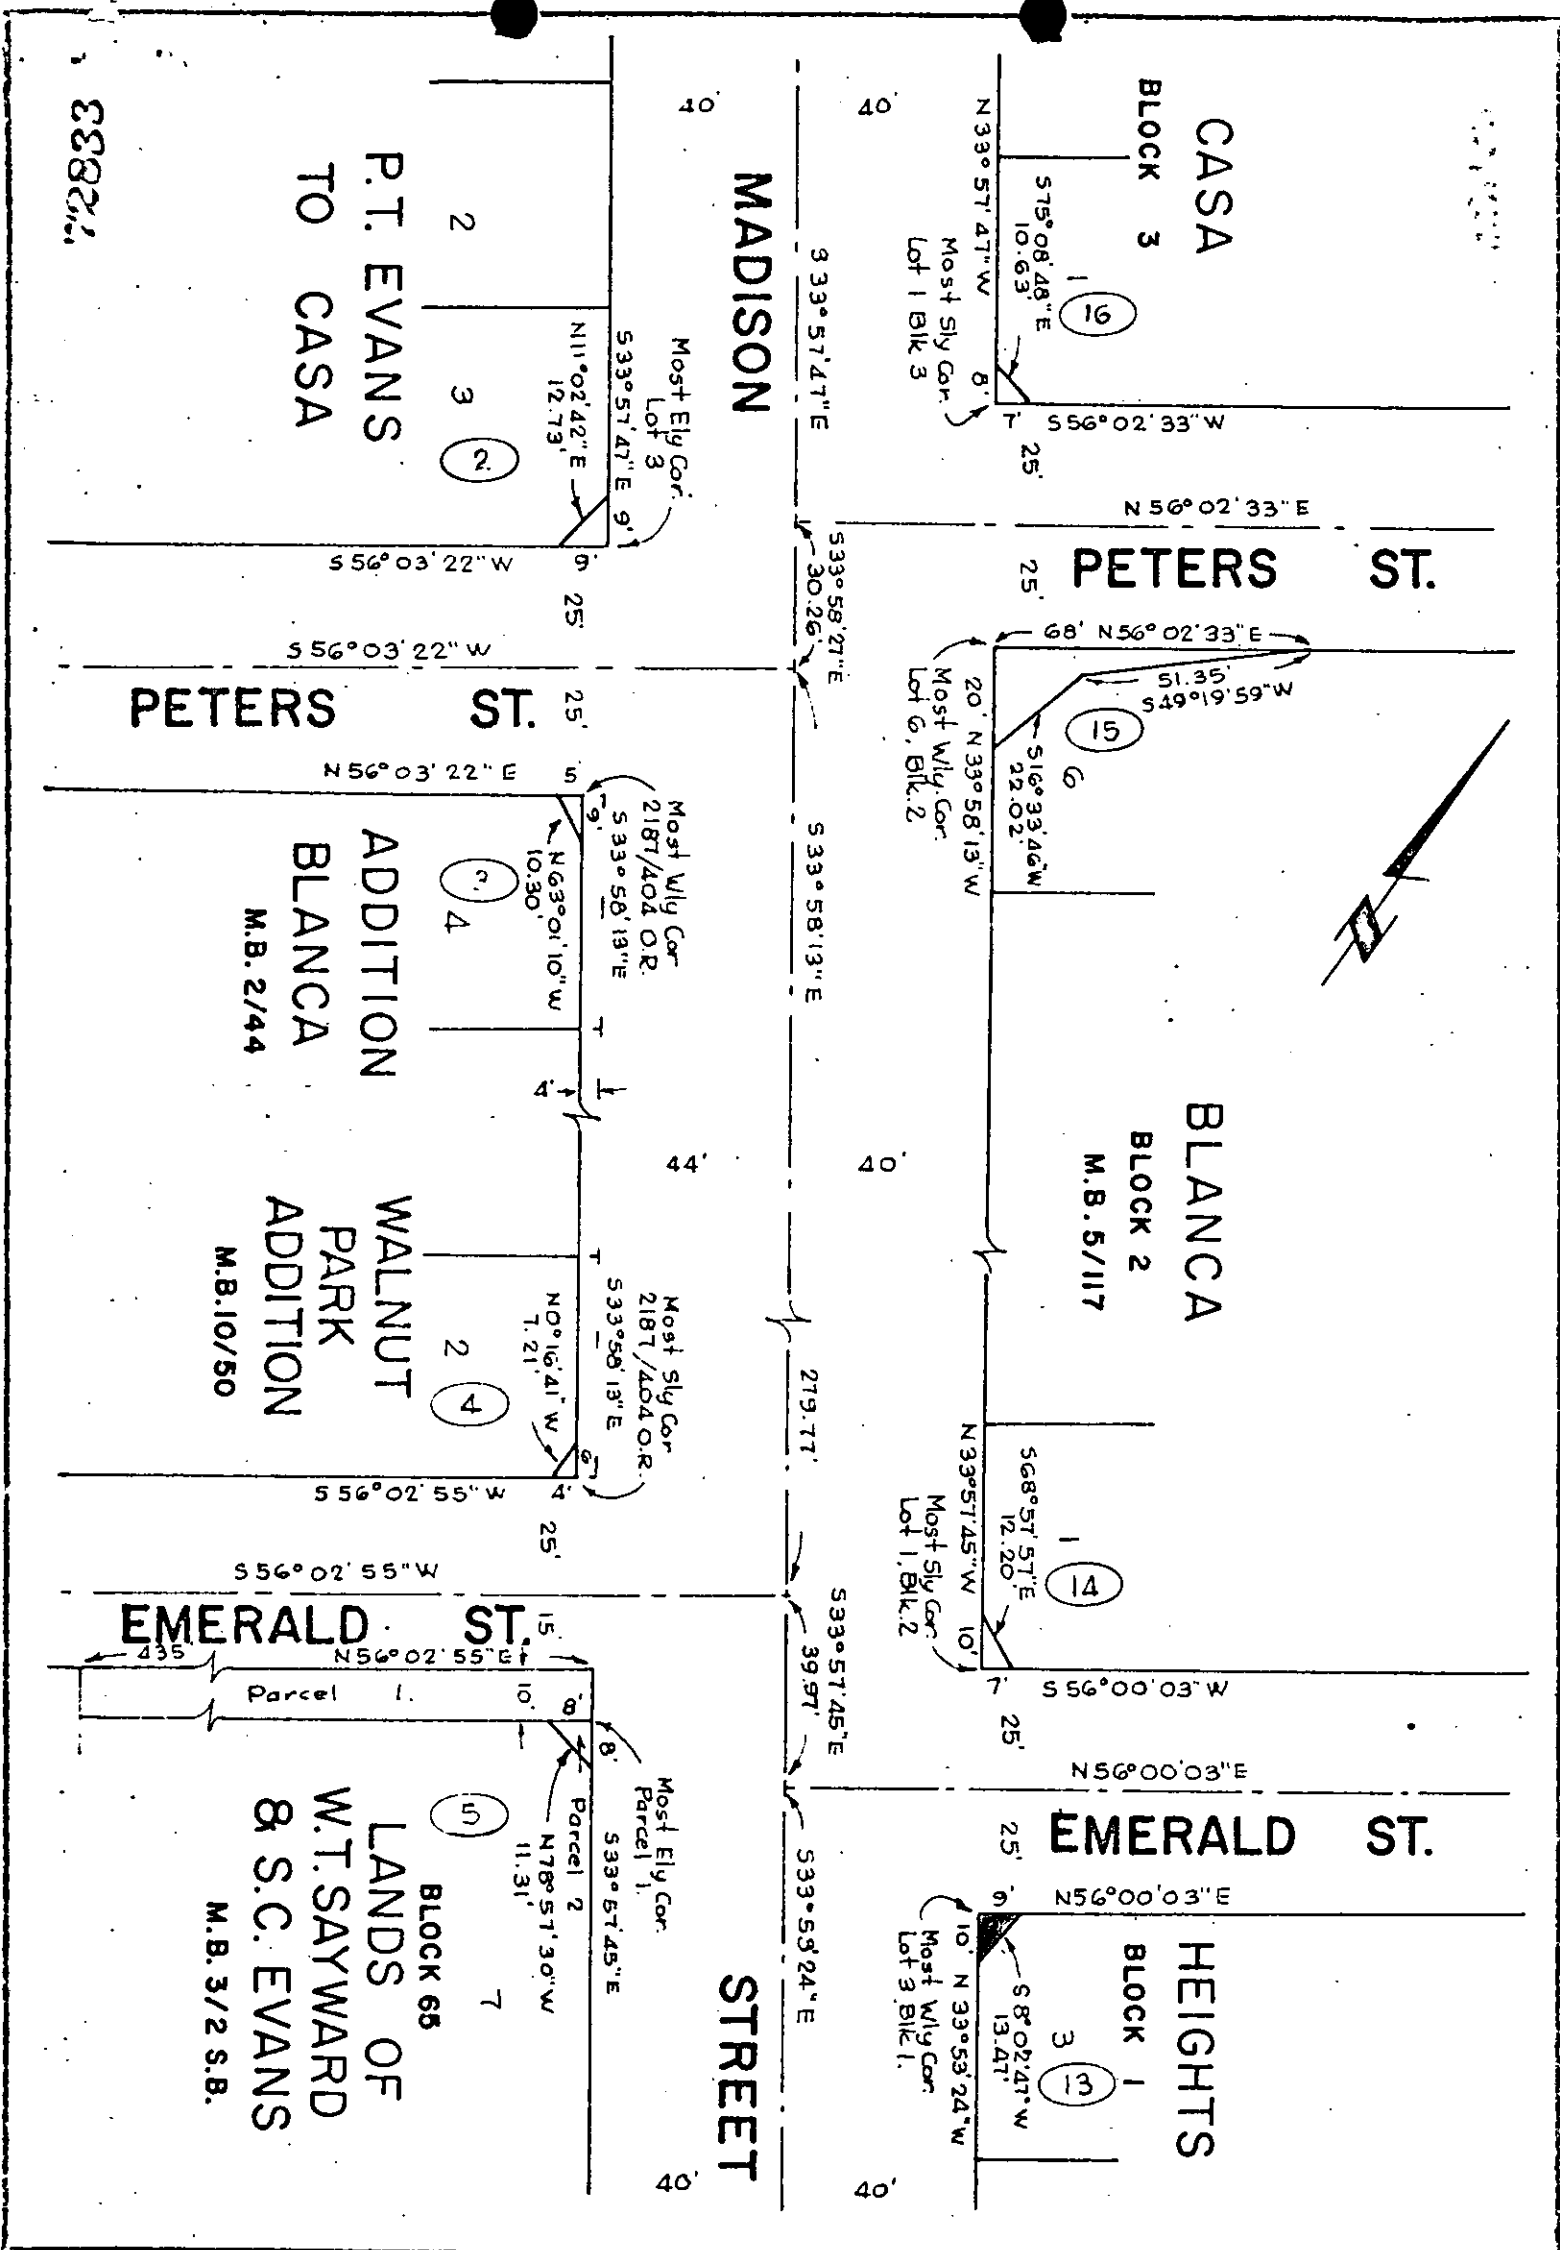 CASA
BLOCK 3
1
16
S75°08'48"E
10.63'
N33°57'47"W
8'
7'
Most Sly Cor.
Lot 1 Blk 3
S56°02'33"W
25'
N56°02'33"E
PETERS ST.
25'
68' N56°02'33"E
51.35'
S49°19'59"W
15
6
S16°33'46"W
22.02'
20' N33°58'13"W
Most Wly. Cor.
Lot 6, Blk.2
BLANCA
BLOCK 2
M.B. 5/117
1
14
S68°57'57"E
12.20'
N33°57'45"W 10'
7'
Most Sly Cor.
Lot 1, Blk.2
S56°00'03"W
25'
N56°00'03"E
EMERALD ST.
25'
N56°00'03"E
9'
10'
HEIGHTS
BLOCK 1
3
13
S8°02'47"W
13.47'
N33°53'24"W
Most Wly Cor.
Lot 3 Blk 1.
40'
40'
40'
S33°57'47"E
S33°58'27"E
30.26'
S33°58'13"E
279.77'
S33°57'45"E
39.97'
S33°53'24"E
MADISON
STREET
40'
44'
40'
Most Ely Cor.
Lot 3
S33°57'47"E 9'
N11°02'42"E
12.73'
9'
2
3
2
P.T. EVANS
TO CASA
S56°03'22"W
25'
S56°03'22"W
PETERS ST.
25'
N56°03'22"E
5'
9'
Most Wly Cor
2187/404 O.R.
S33°58'13"E
N63°01'10"W
10.30'
4
ADDITION
BLANCA
M.B. 2/44
4'
WALNUT
PARK
ADDITION
M.B.10/50
2
4
Most Sly Cor
2187/404 O.R.
S33°58'13"E
N0°16'41"W
7.21'
6'
4'
S56°02'55"W
25'
S56°02'55"W
EMERALD ST.
15'
435'
N56°02'55"E
Parcel 1.
10'
8'
8'
Most Ely Cor.
Parcel 1.
S33°57'45"E
Parcel 2
N78°57'30"W
11.31'
5
7
BLOCK 65
LANDS OF
W.T. SAYWARD
& S.C. EVANS
M.B. 3/2 S.B.